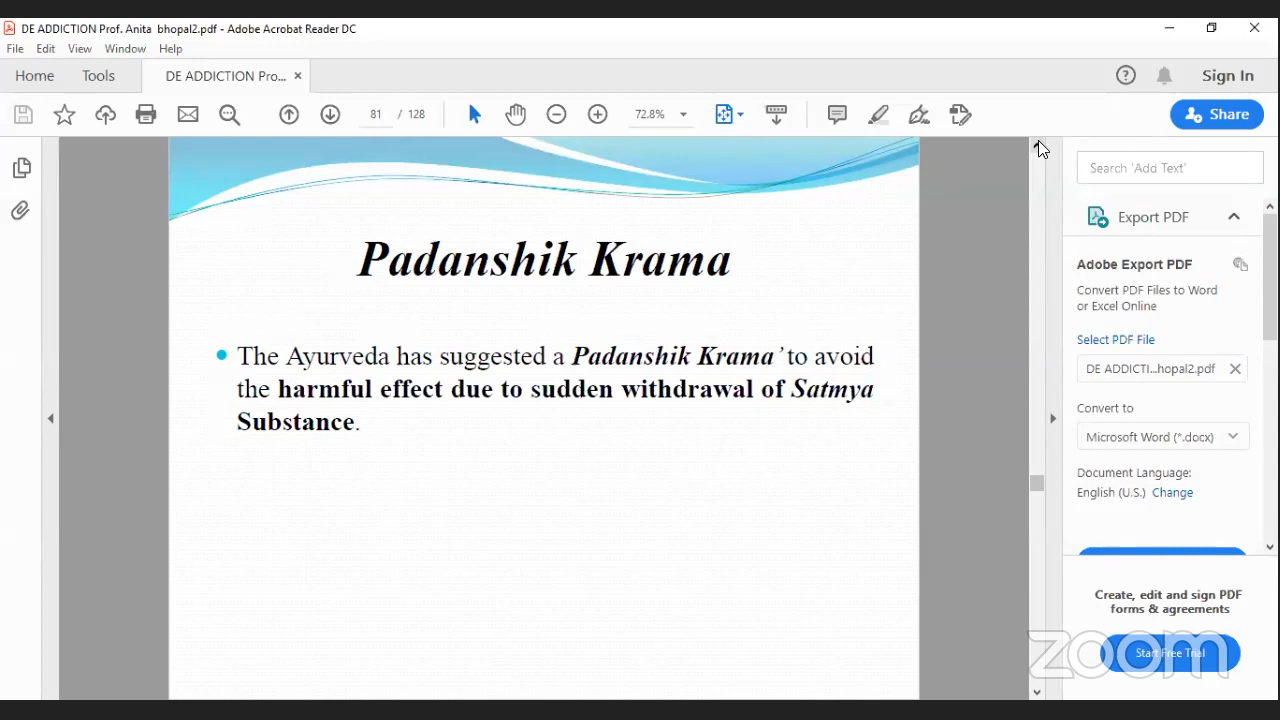 DE ADDICTION Prof. Anita bhopal2.pdf - Adobe Acrobat Reader DC
File Edit View Window Help
Home Tools DE ADDICTION Pro... × Sign In
81 / 128 72.8% Share
Search 'Add Text'
Export PDF
Adobe Export PDF
Convert PDF Files to Word
or Excel Online
Select PDF File
DE ADDICTI...hopal2.pdf
Convert to
Microsoft Word (*.docx)
Document Language:
English (U.S.) Change
Create, edit and sign PDF
forms & agreements
Start Free Trial
zoom
Padanshik Krama
• The Ayurveda has suggested a Padanshik Krama’ to avoid
the harmful effect due to sudden withdrawal of Satmya
Substance.